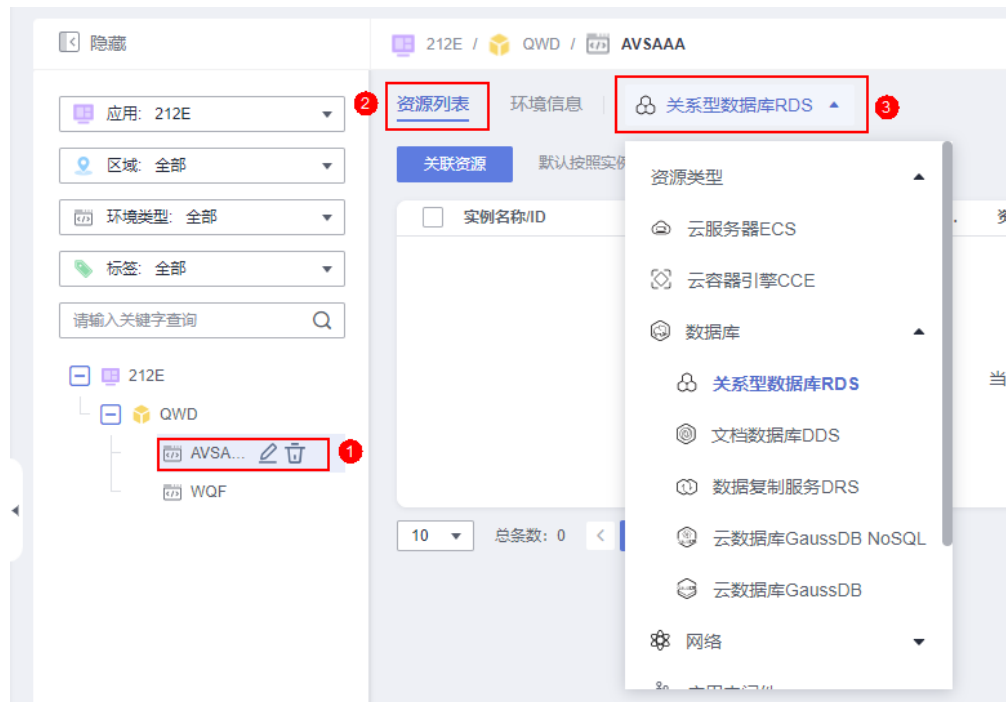 隐藏
212E / QWD / AVSAAA
应用: 212E
区域: 全部
环境类型: 全部
标签: 全部
请输入关键字查询
212E
QWD
AVSA...
1
WQF
2
资源列表
环境信息
关系型数据库RDS
3
关联资源
默认按照实例
实例名称/ID
资源类型
云服务器ECS
云容器引擎CCE
数据库
关系型数据库RDS
文档数据库DDS
数据复制服务DRS
云数据库GaussDB NoSQL
云数据库GaussDB
网络
当
10
总条数: 0